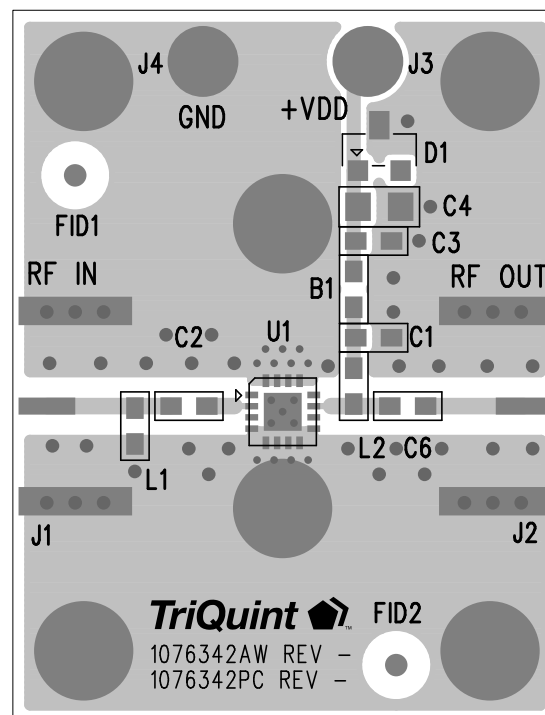 J4
J3
GND
+VDD
D1
C4
FID1
C3
RF IN
B1
RF OUT
C2
U1
C1
L1
L2
C6
J1
J2
TriQuint
TM
FID2
1076342AW REV -
1076342PC REV -